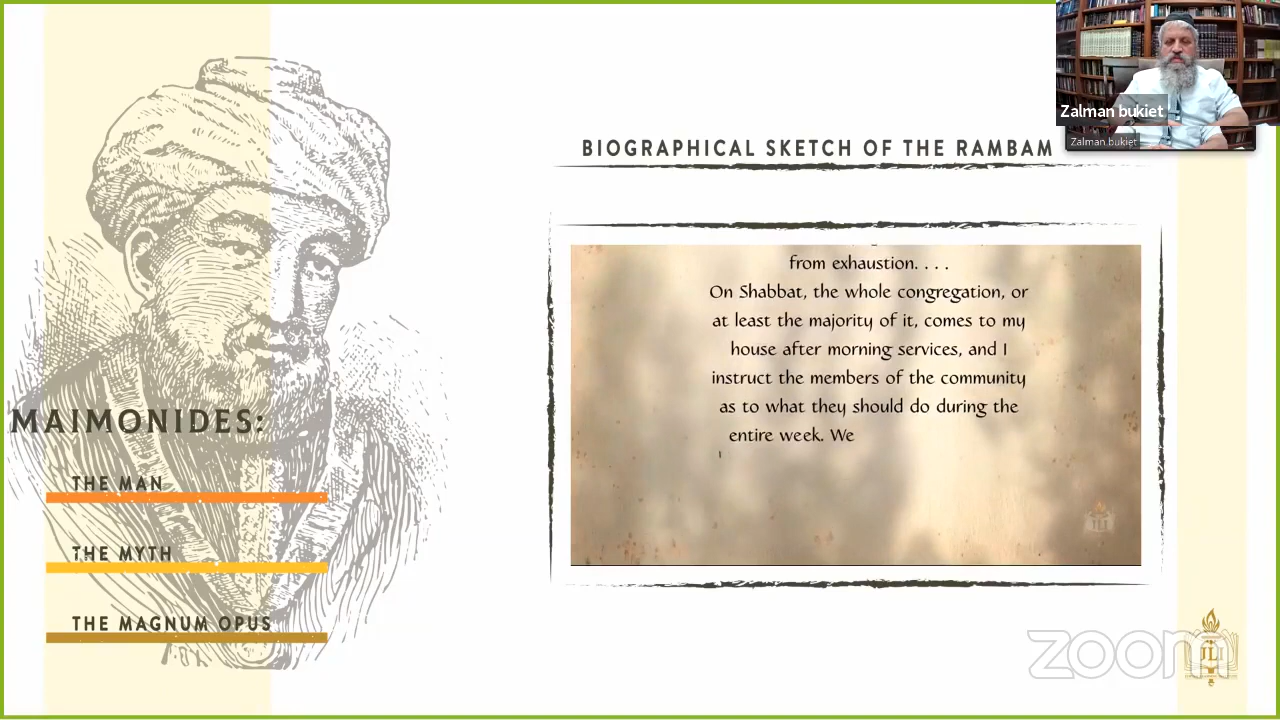 Zalman bukiet
Zalman bukiet
BIOGRAPHICAL SKETCH OF THE RAMBAM
from exhaustion. . . .
On Shabbat, the whole congregation, or
at least the majority of it, comes to my
house after morning services, and I
instruct the members of the community
as to what they should do during the
entire week. We
MAIMONIDES:
THE MAN
THE MYTH
THE MAGNUM OPUS
zoom
JLI
JLI